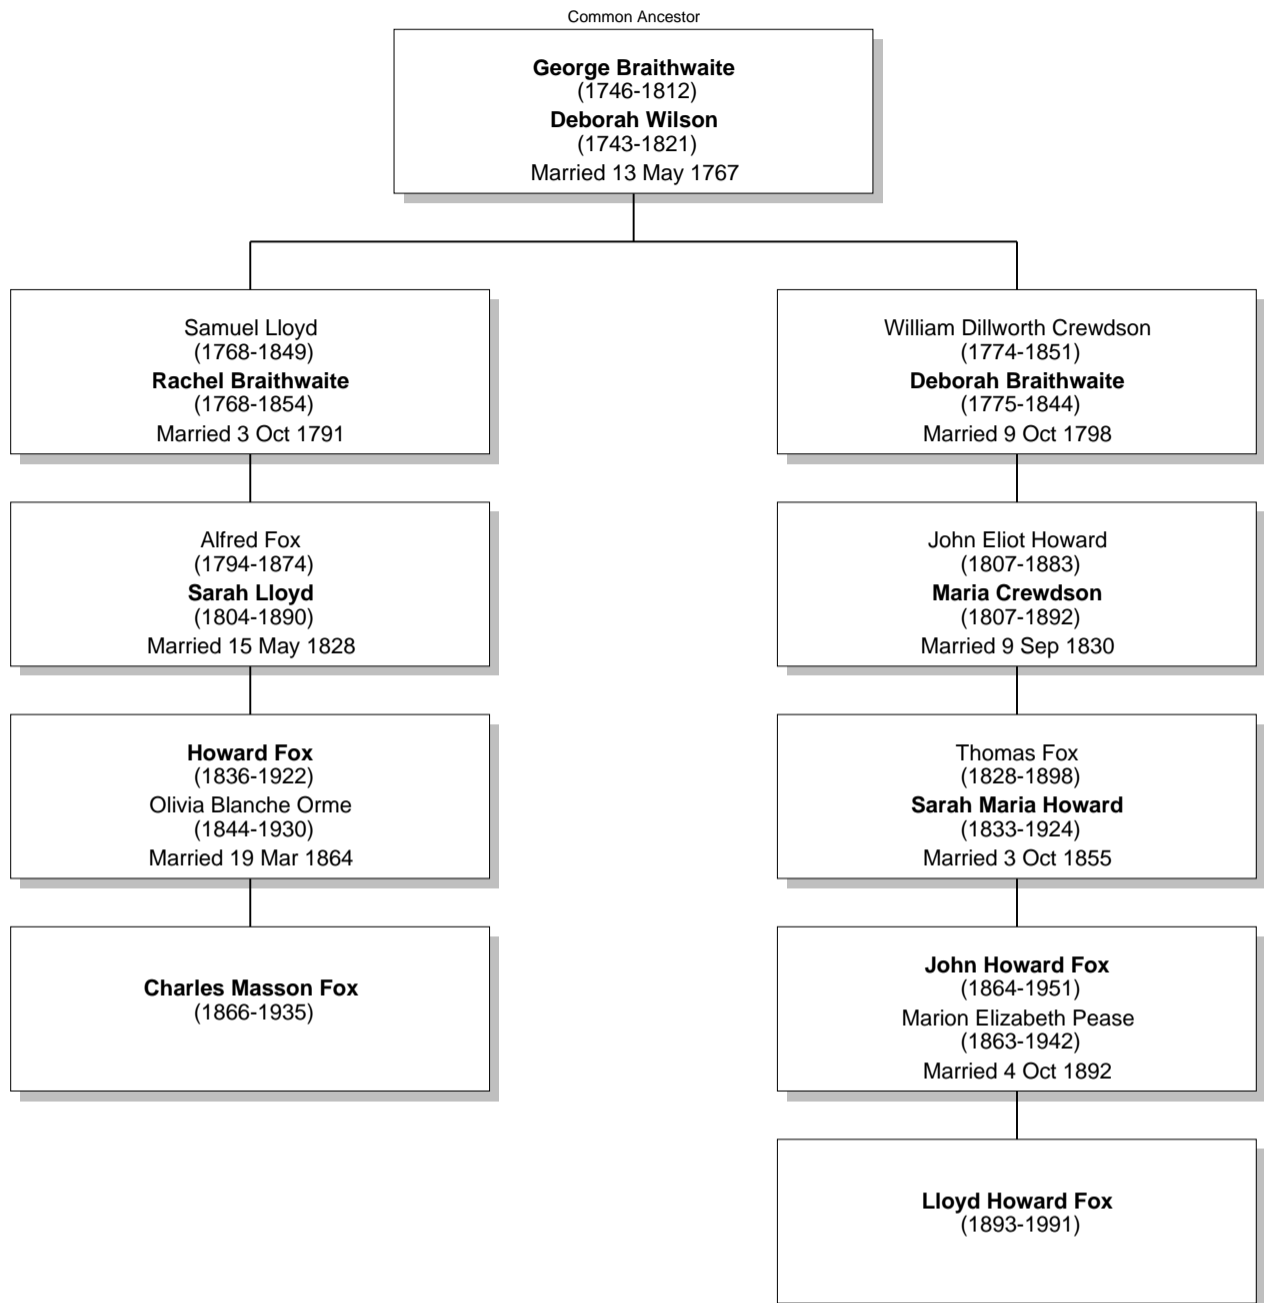 Common Ancestor
George Braithwaite
(1746-1812)
Deborah Wilson
(1743-1821)
Married 13 May 1767
Samuel Lloyd
(1768-1849)
Rachel Braithwaite
(1768-1854)
Married 3 Oct 1791
William Dillworth Crewdson
(1774-1851)
Deborah Braithwaite
(1775-1844)
Married 9 Oct 1798
Alfred Fox
(1794-1874)
Sarah Lloyd
(1804-1890)
Married 15 May 1828
John Eliot Howard
(1807-1883)
Maria Crewdson
(1807-1892)
Married 9 Sep 1830
Howard Fox
(1836-1922)
Olivia Blanche Orme
(1844-1930)
Married 19 Mar 1864
Thomas Fox
(1828-1898)
Sarah Maria Howard
(1833-1924)
Married 3 Oct 1855
Charles Masson Fox
(1866-1935)
John Howard Fox
(1864-1951)
Marion Elizabeth Pease
(1863-1942)
Married 4 Oct 1892
Lloyd Howard Fox
(1893-1991)